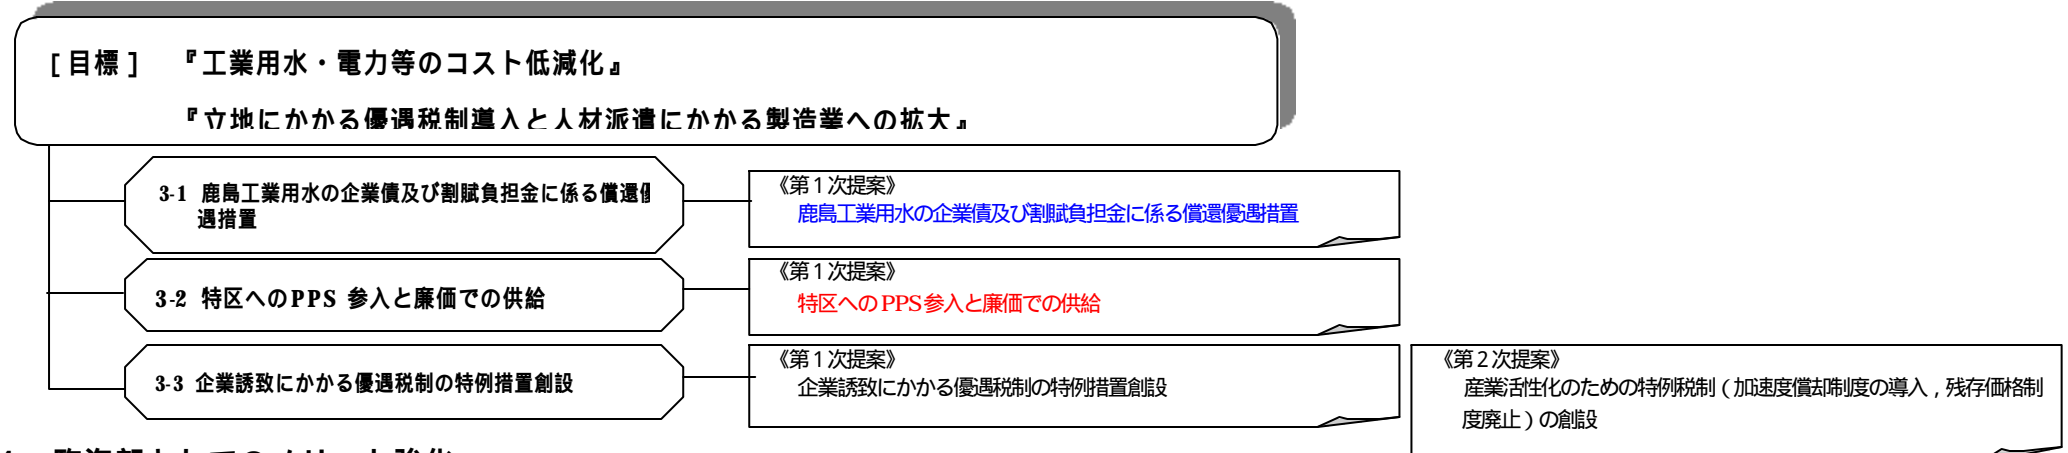 [目標]　『工業用水・電力等のコスト低減化』
『立地にかかる優遇税制導入と人材派遣にかかる製造業への拡大』
3-1 鹿島工業用水の企業債及び割賦負担金に係る償還優
遇措置
《第１次提案》
鹿島工業用水の企業債及び割賦負担金に係る償還優遇措置
3-2 特区へのPPS 参入と廉価での供給
《第１次提案》
特区への PPS参入と廉価での供給
3-3 企業誘致にかかる優遇税制の特例措置創設
《第１次提案》
企業誘致にかかる優遇税制の特例措置創設
《第２次提案》
産業活性化のための特例税制（加速度償却制度の導入，残存価格制
度廃止）の創設